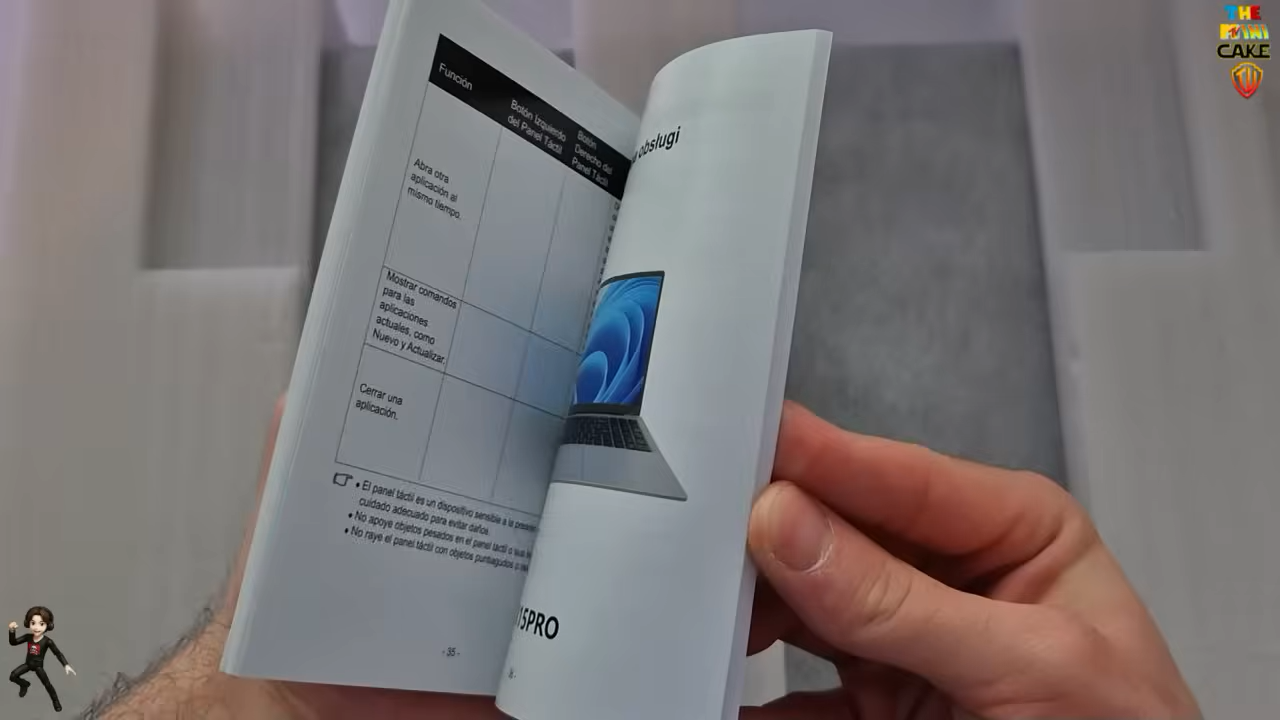 THE
MINI
CAKE
Función
Botón Izquierdo
del Panel Táctil
Botón
Derecho del
Panel Táctil
Abra otra
aplicación al
mismo tiempo.
Mostrar comandos
para las
aplicaciones
actuales, como
Nuevo y Actualizar.
Cerrar una
aplicación.
• El panel táctil es un dispositivo sensible a la
cuidado adecuado para evitar daños.
• No apoye objetos pesados en el panel táctil o
• No raye el panel táctil con objetos puntiagudos o
- 35 -
obsługi
15PRO